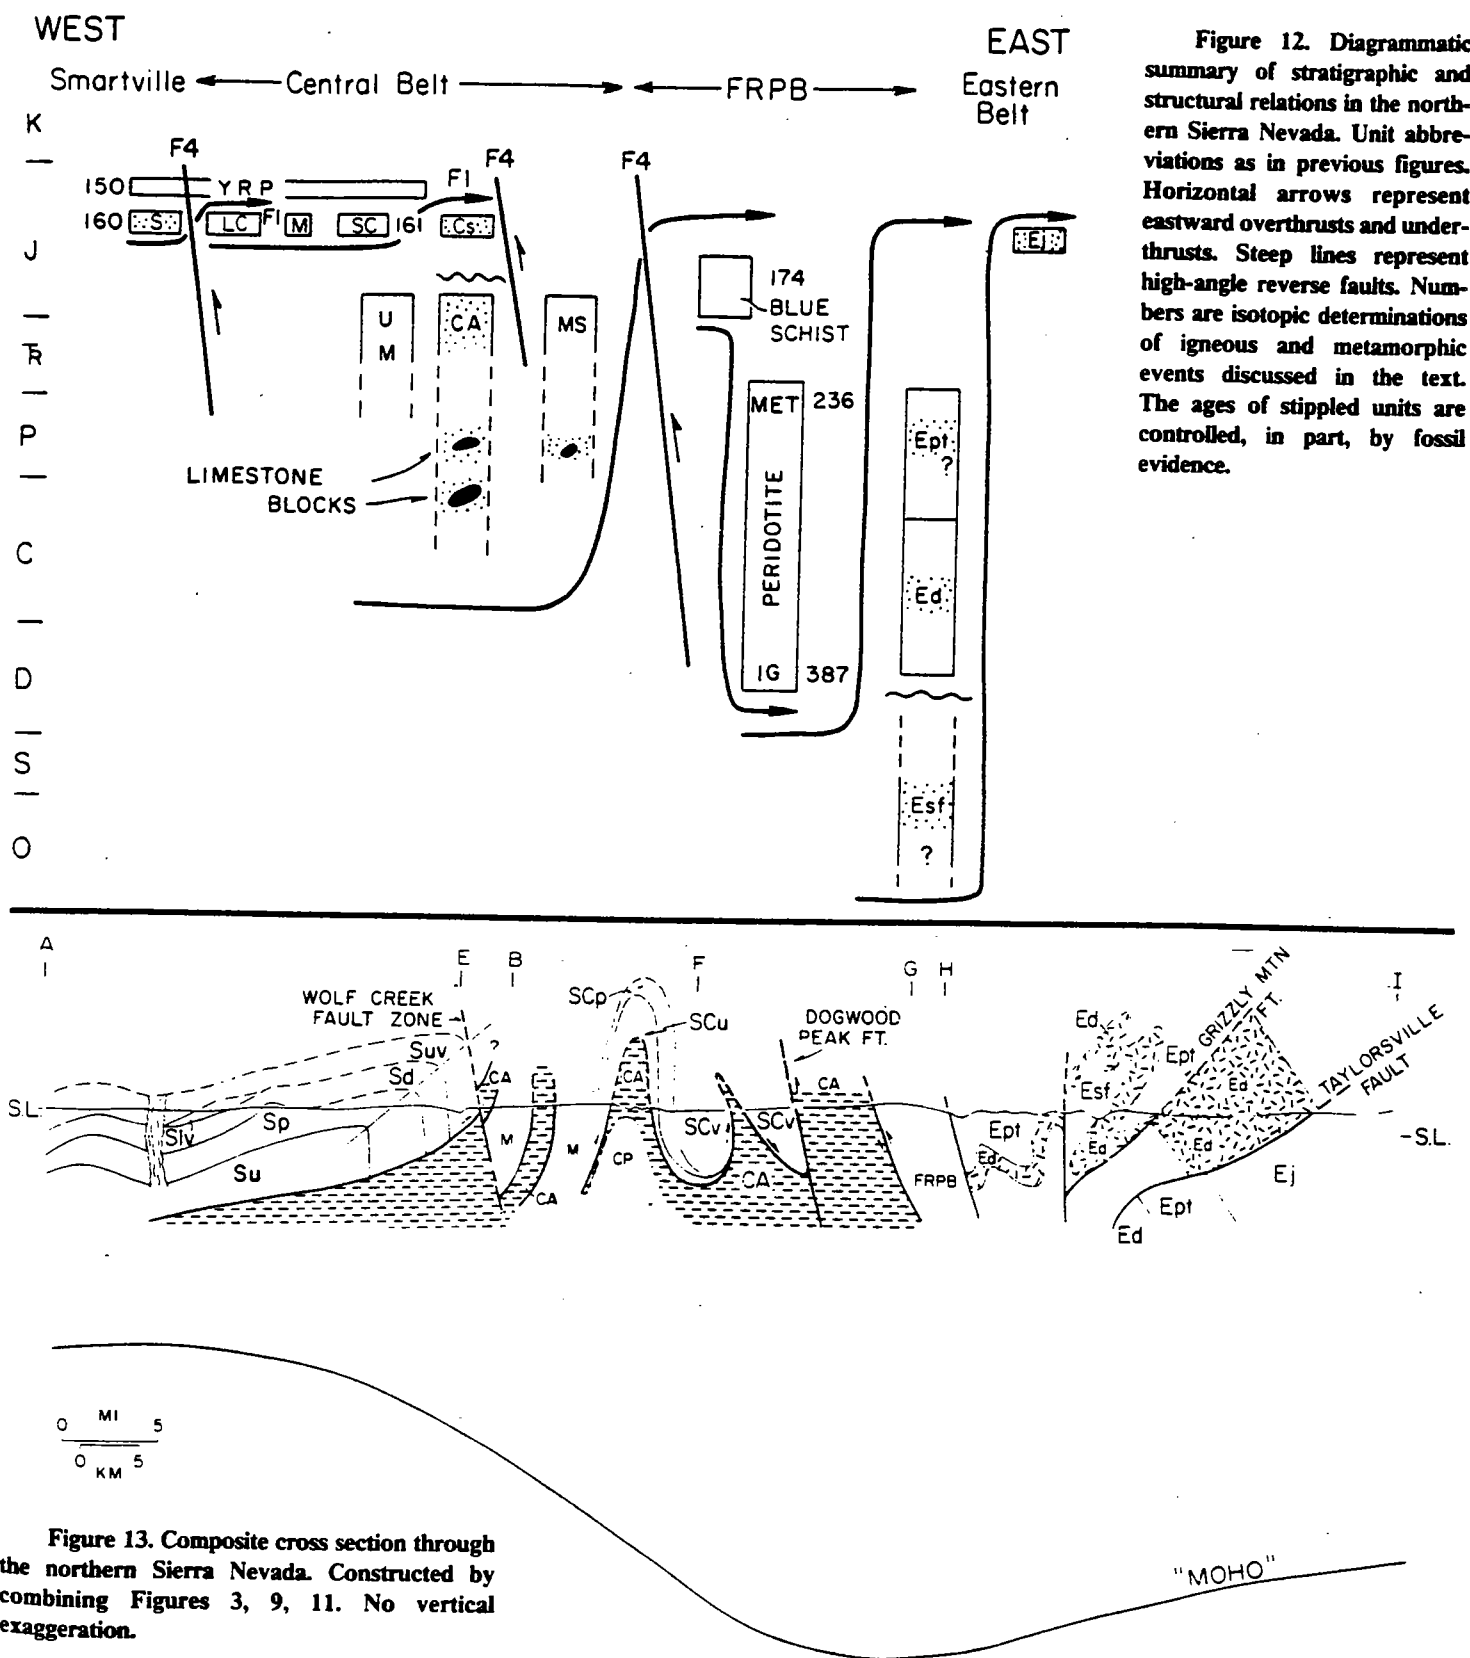 WEST
EAST
Smartville
Central Belt
FRPB
Eastern
Belt
K
J
TR
P
C
D
S
O
F4
F4
F4
150
YRP
F1
160
S
LC
F1
M
SC
161
Cs
Ej
U
M
CA
MS
174
BLUE
SCHIST
MET
236
PERIDOTITE
IG
387
LIMESTONE
BLOCKS
Ept
?
Ed
Esf
?
Figure 12. Diagrammatic
summary of stratigraphic and
structural relations in the north-
ern Sierra Nevada. Unit abbre-
viations as in previous figures.
Horizontal arrows represent
eastward overthrusts and under-
thrusts. Steep lines represent
high-angle reverse faults. Num-
bers are isotopic determinations
of igneous and metamorphic
events discussed in the text.
The ages of stippled units are
controlled, in part, by fossil
evidence.
A
E
B
F
G
H
I
WOLF CREEK
FAULT ZONE
?
SCp
SCu
DOGWOOD
PEAK FT.
GRIZZLY MTN
FT.
TAYLORSVILLE
FAULT
Suv
Sd
CA
CA
CA
Ed
Ept
Esf
Ed
S.L.
Slv
Sp
Su
M
CA
M
CP
SCv
SCv
CA
FRPB
Ept
Ed
Ed
Ed
Ej
Ept
Ed
S.L.
0 MI 5
0 KM 5
"MOHO"
Figure 13. Composite cross section through
the northern Sierra Nevada. Constructed by
combining Figures 3, 9, 11. No vertical
exaggeration.